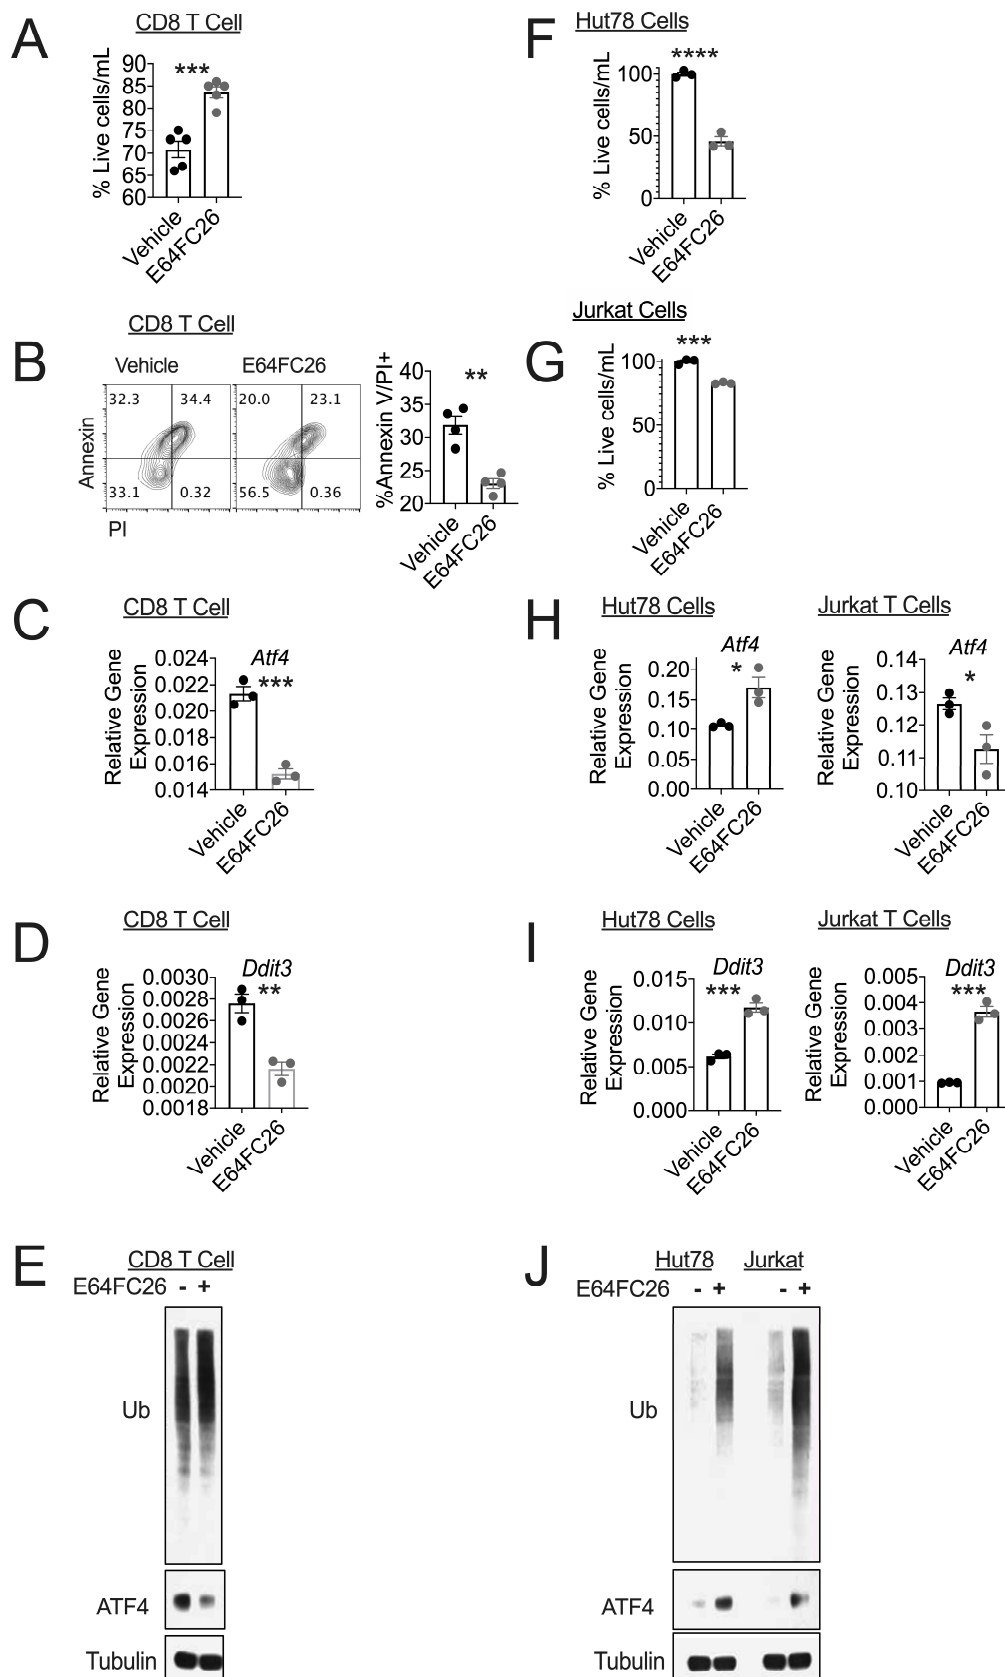 A
CD8 T Cell
% Live cells/mL
90
85
80
75
70
65
60
***
Vehicle
E64FC26
B
CD8 T Cell
Vehicle
E64FC26
Annexin
32.3
34.4
33.1
0.32
20.0
23.1
56.5
0.36
PI
%Annexin V/PI+
40
35
30
25
20
**
Vehicle
E64FC26
C
CD8 T Cell
Relative Gene
Expression
0.024
0.022
0.020
0.018
0.016
0.014
Atf4
***
Vehicle
E64FC26
D
CD8 T Cell
Relative Gene
Expression
0.0030
0.0028
0.0026
0.0024
0.0022
0.0020
0.0018
Ddit3
**
Vehicle
E64FC26
E
CD8 T Cell
E64FC26 - +
Ub
ATF4
Tubulin
F
Hut78 Cells
% Live cells/mL
100
50
0
****
Vehicle
E64FC26
G
Jurkat Cells
% Live cells/mL
100
50
0
***
Vehicle
E64FC26
H
Hut78 Cells
Relative Gene
Expression
0.20
0.15
0.10
0.05
0.00
Atf4
*
Vehicle
E64FC26
Jurkat T Cells
Relative Gene
Expression
0.14
0.13
0.12
0.11
0.10
Atf4
*
Vehicle
E64FC26
I
Hut78 Cells
Relative Gene
Expression
0.015
0.010
0.005
0.000
Ddit3
***
Vehicle
E64FC26
Jurkat T Cells
Relative Gene
Expression
0.005
0.004
0.003
0.002
0.001
0.000
Ddit3
***
Vehicle
E64FC26
J
Hut78 Jurkat
E64FC26 - + - +
Ub
ATF4
Tubulin